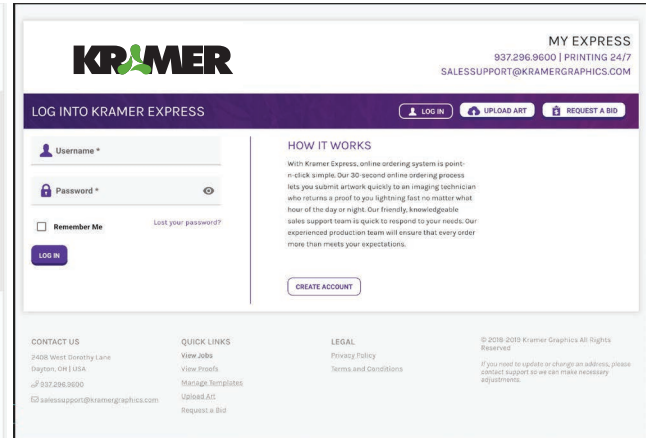 KRAMER
MY EXPRESS
937.296.9600 | PRINTING 24/7
SALESSUPPORT@KRAMERGRAPHICS.COM
LOG INTO KRAMER EXPRESS
LOG IN
UPLOAD ART
REQUEST A BID
Username *
Password *
Remember Me
Lost your password?
LOG IN
HOW IT WORKS
With Kramer Express, online ordering system is point-
n-click simple. Our 30-second online ordering process
lets you submit artwork quickly to an imaging technician
who returns a proof to you lightning fast no matter what
hour of the day or night. Our friendly, knowledgeable
sales support team is quick to respond to your needs. Our
experienced production team will ensure that every order
more than meets your expectations.
CREATE ACCOUNT
CONTACT US
2408 West Dorothy Lane
Dayton, OH | USA
937.296.9600
salessupport@kramergraphics.com
QUICK LINKS
View Jobs
View Proofs
Manage Templates
Upload Art
Request a Bid
LEGAL
Privacy Policy
Terms and Conditions
© 2018-2019 Kramer Graphics All Rights
Reserved
If you need to update or change an address, please
contact support so we can make necessary
adjustments.